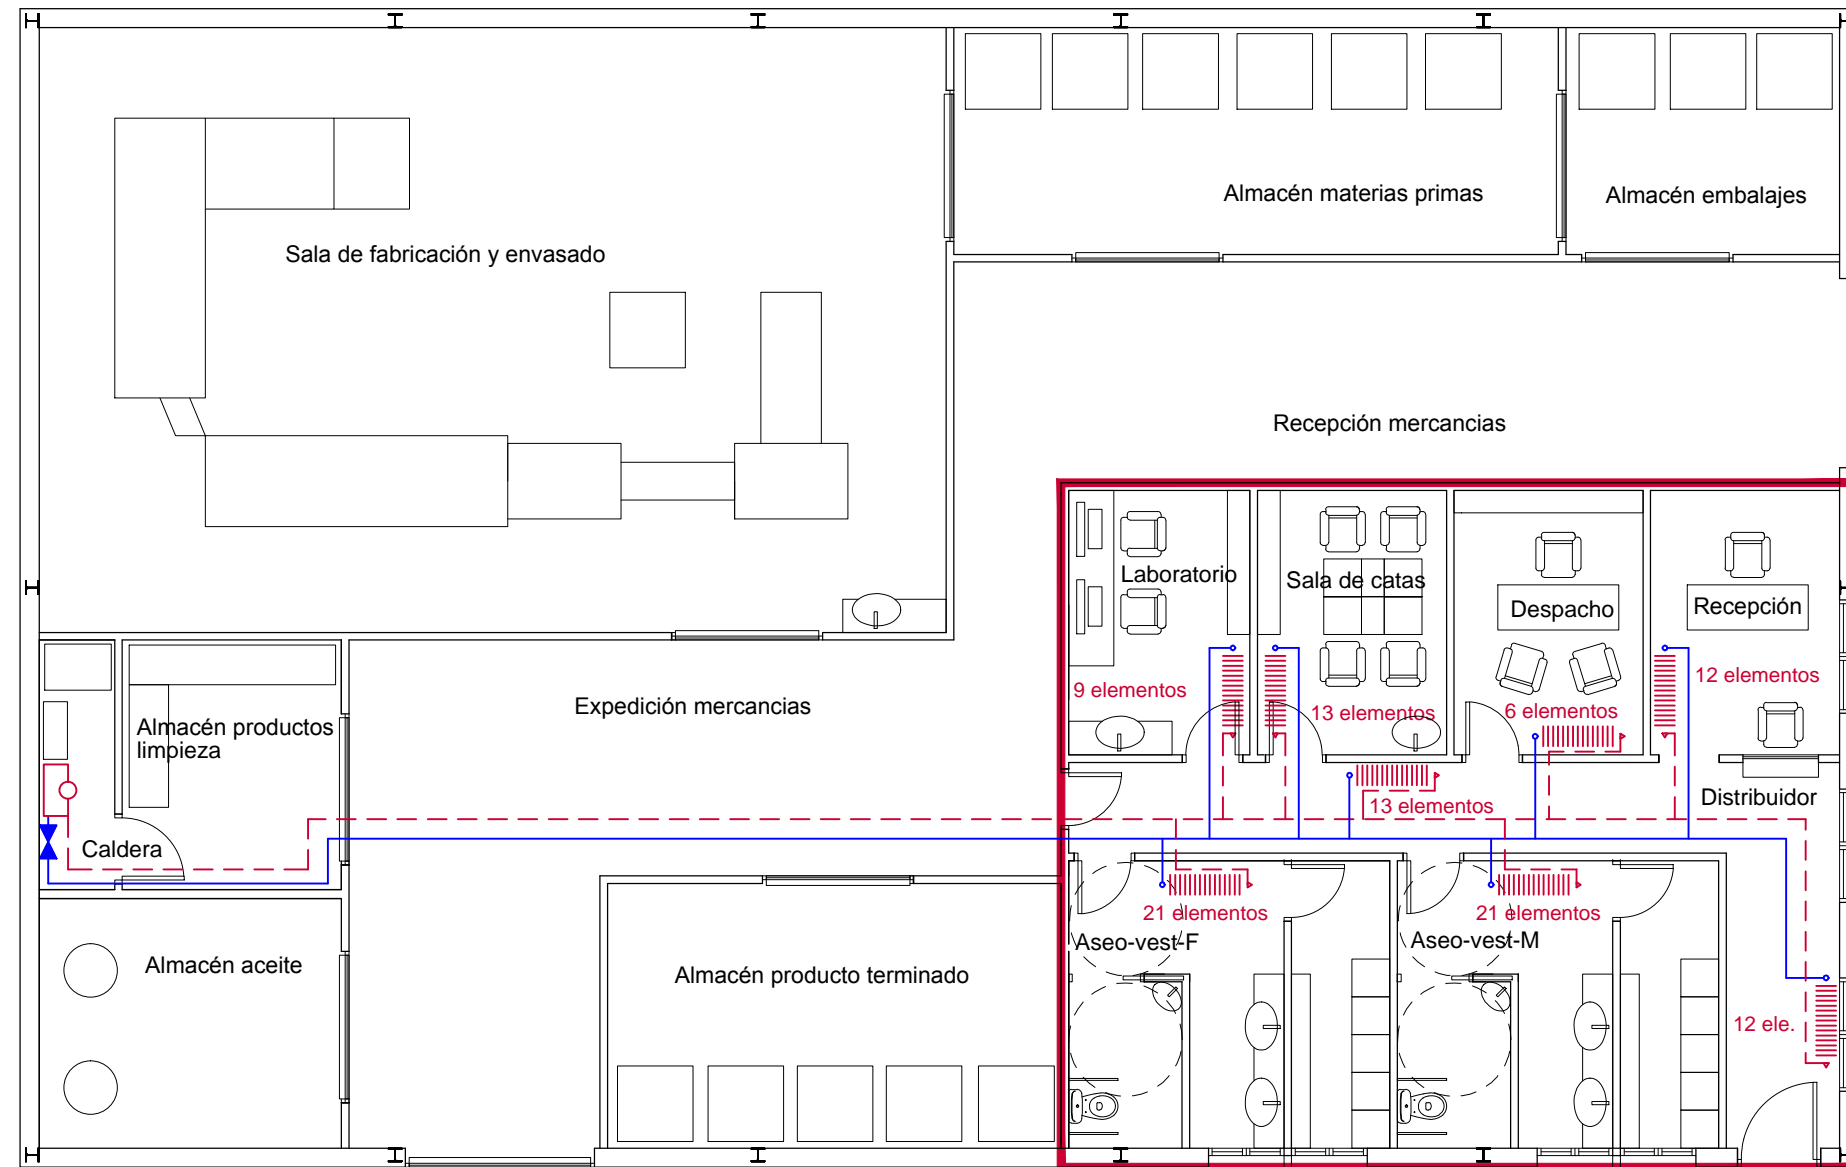 Almacén materias primas
Almacén embalajes
Sala de fabricación y envasado
Recepción mercancias
Laboratorio
Sala de catas
Despacho
Recepción
9 elementos
13 elementos
6 elementos
12 elementos
Expedición mercancias
Almacén productos
limpieza
13 elementos
Distribuidor
Caldera
21 elementos
21 elementos
Aseo-vest-F
Aseo-vest-M
Almacén aceite
Almacén producto terminado
12 ele.